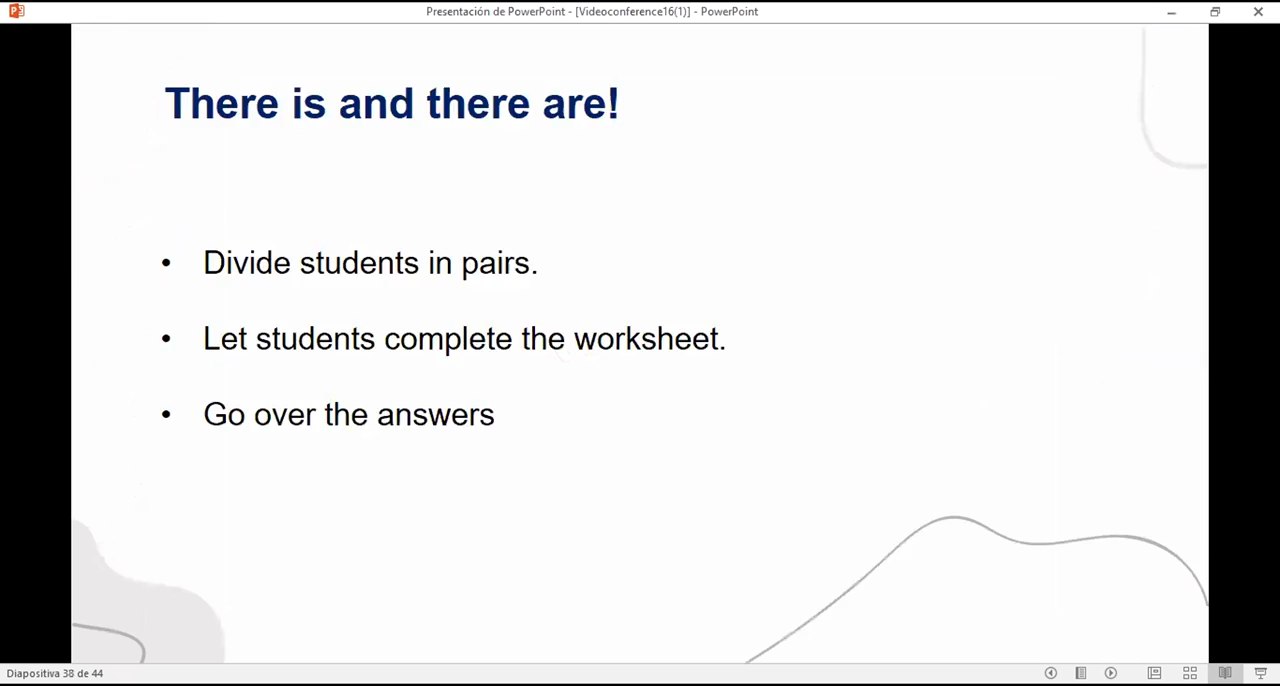 Presentación de PowerPoint - [Videoconference16(1)] - PowerPoint
There is and there are!
• Divide students in pairs.
• Let students complete the worksheet.
• Go over the answers
Diapositiva 38 de 44